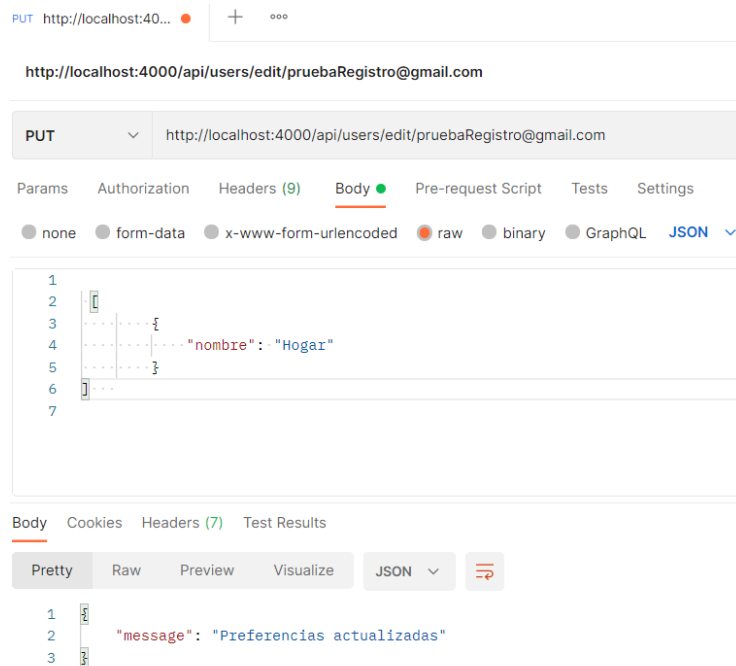 PUT http://localhost:40... + ooo
http://localhost:4000/api/users/edit/pruebaRegistro@gmail.com
PUT http://localhost:4000/api/users/edit/pruebaRegistro@gmail.com
Params Authorization Headers (9) Body Pre-request Script Tests Settings
none form-data x-www-form-urlencoded raw binary GraphQL JSON
1
2 [
3 {
4 "nombre": "Hogar"
5 }
6 ]
7
Body Cookies Headers (7) Test Results
Pretty Raw Preview Visualize JSON
1 {
2 "message": "Preferencias actualizadas"
3 }